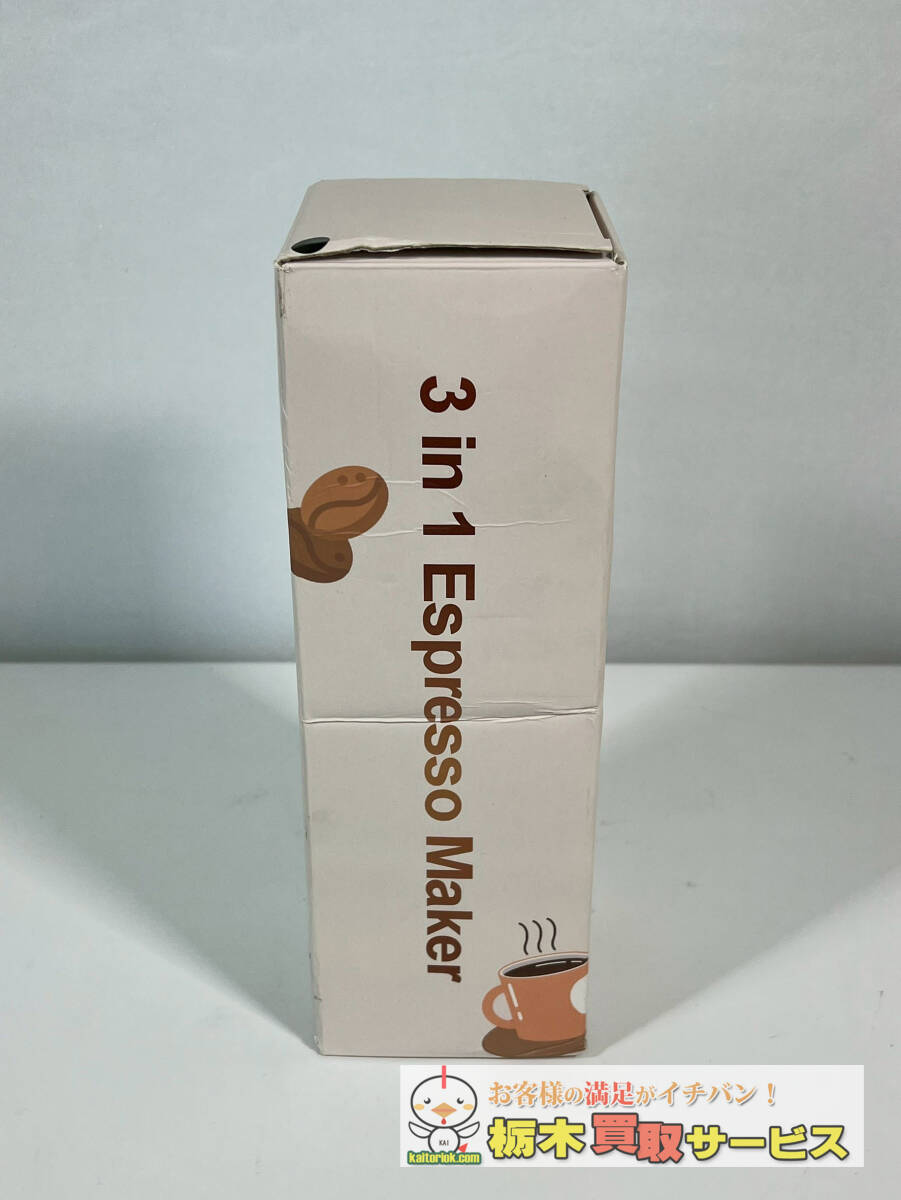 3 in 1 Espresso Maker
お客様の満足がイチバン！
栃木買取サービス
KAI
kaitoriok.com